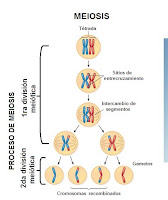 MEIOSIS
Tétrada
Sitios de
entrecruzamiento
Intercambio de
segmentos
Gametos
Cromosomas recombinados
PROCESO DE MEIOSIS
1ra división
meiótica
2da división
meiótica